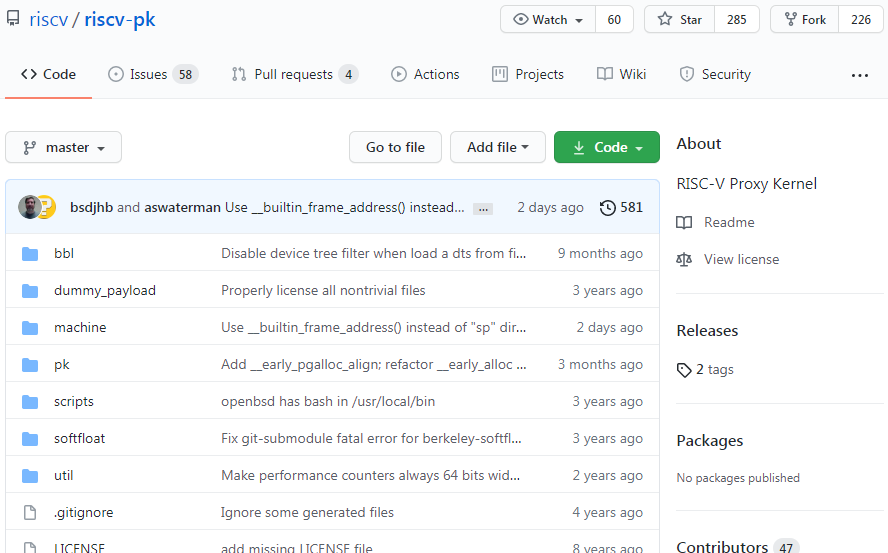 riscv / riscv-pk
Watch 60 Star 285 Fork 226
Code Issues 58 Pull requests 4 Actions Projects Wiki Security ...
master Go to file Add file Code
bsdjhb and aswaterman Use __builtin_frame_address() instead... ... 2 days ago 581
bbl Disable device tree filter when load a dts from fi... 9 months ago
dummy_payload Properly license all nontrivial files 3 years ago
machine Use __builtin_frame_address() instead of "sp" dir... 2 days ago
pk Add __early_pgalloc_align; refactor __early_alloc ... 3 months ago
scripts openbsd has bash in /usr/local/bin 3 years ago
softfloat Fix git-submodule fatal error for berkeley-softfl... 3 years ago
util Make performance counters always 64 bits wid... 2 years ago
.gitignore Ignore some generated files 4 years ago
LICENSE add missing LICENSE file 8 years ago
About
RISC-V Proxy Kernel
Readme
View license
Releases
2 tags
Packages
No packages published
Contributors 47